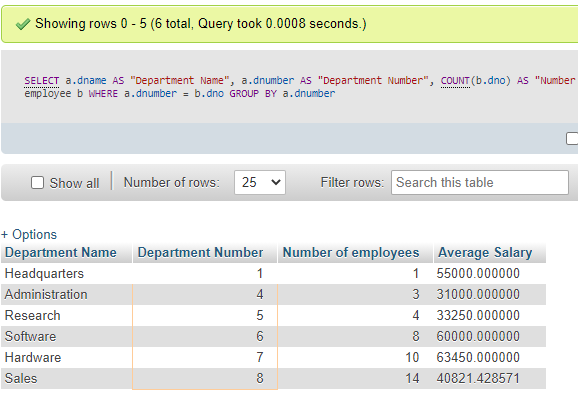 Showing rows 0 - 5 (6 total, Query took 0.0008 seconds.)
SELECT a.dname AS "Department Name", a.dnumber AS "Department Number", COUNT(b.dno) AS "Number
employee b WHERE a.dnumber = b.dno GROUP BY a.dnumber
Show all Number of rows: 25 Filter rows: Search this table
+ Options
Department Name Department Number Number of employees Average Salary
Headquarters 1 1 55000.000000
Administration 4 3 31000.000000
Research 5 4 33250.000000
Software 6 8 60000.000000
Hardware 7 10 63450.000000
Sales 8 14 40821.428571